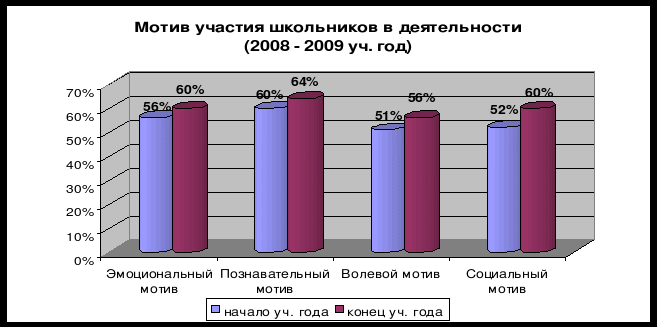 Мотив участия школьников в деятельности
(2008 - 2009 уч. год)
70%
60%
50%
40%
30%
20%
10%
0%
56%
60%
60%
64%
51%
56%
52%
60%
Эмоциональный мотив
Познавательный мотив
Волевой мотив
Социальный мотив
начало уч. года
конец уч. года